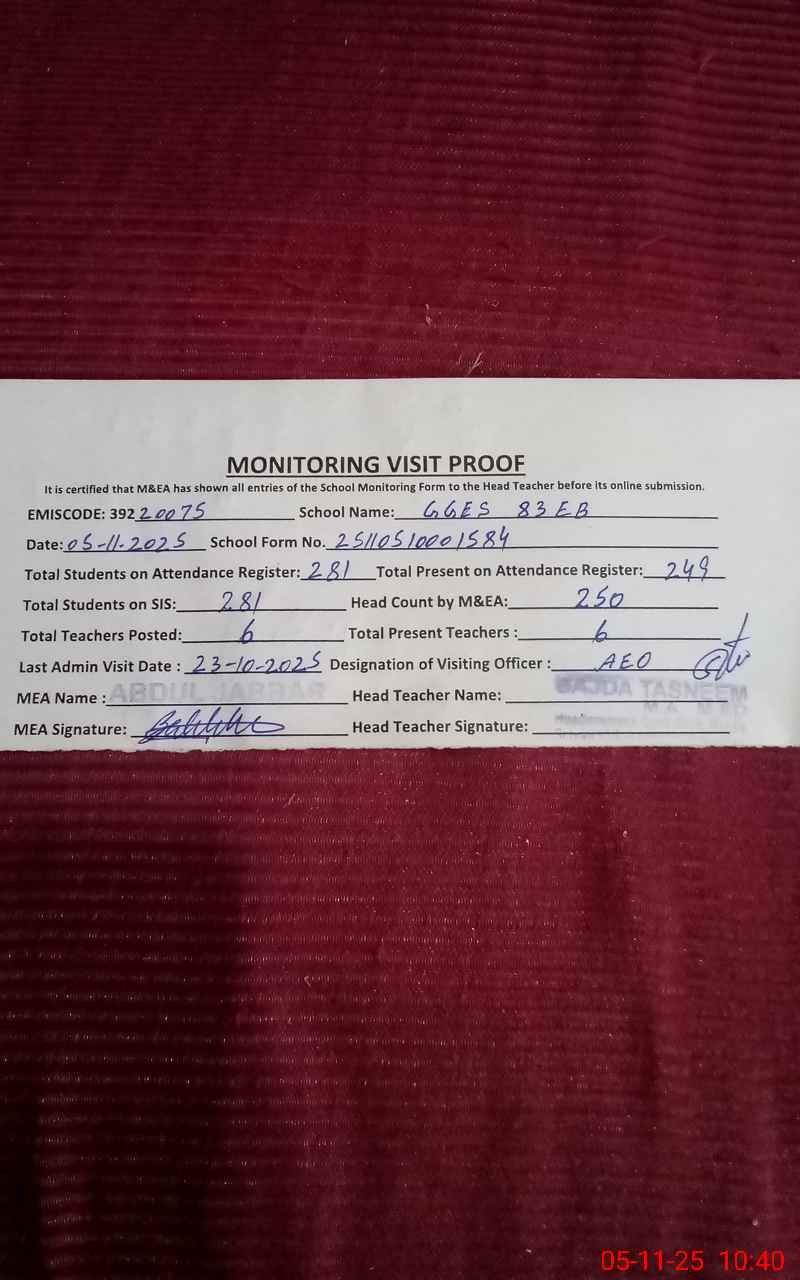 MONITORING VISIT PROOF
It is certified that M&EA has shown all entries of the School Monitoring Form to the Head Teacher before its online submission.
EMISCODE: 39220075 School Name: GGES 83 EB
Date: 05-11-2025 School Form No. 25110510001584
Total Students on Attendance Register: 281 Total Present on Attendance Register: 249
Total Students on SIS: 281 Head Count by M&EA: 250
Total Teachers Posted: 6 Total Present Teachers : 6
Last Admin Visit Date : 23-10-2025 Designation of Visiting Officer : AEO
MEA Name : ABDUL JABBAR Head Teacher Name: SAJDA TASNEEM
MEA Signature: Head Teacher Signature:
05-11-25 10:40